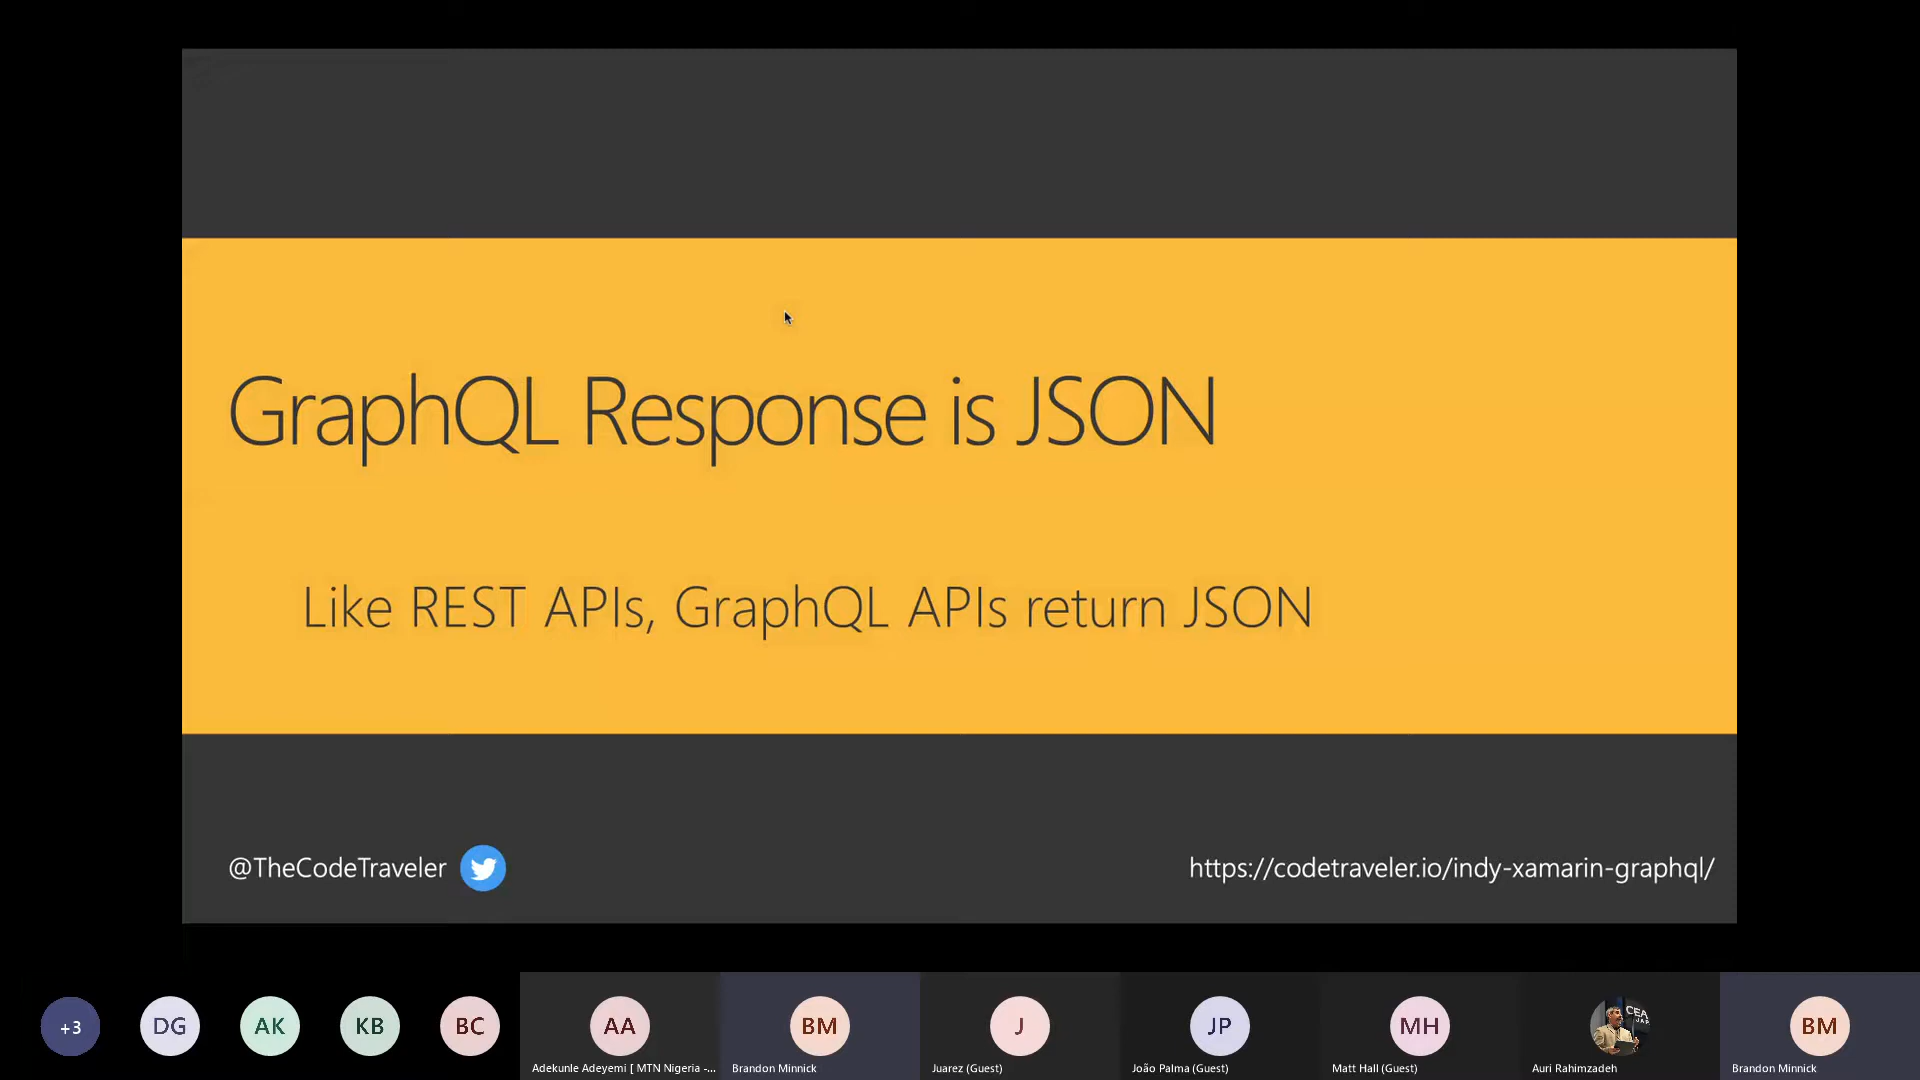 GraphQL Response is JSON
Like REST APIs, GraphQL APIs return JSON
@TheCodeTraveler
https://codetraveler.io/indy-xamarin-graphql/
+3
DG
AK
KB
BC
AA
BM
J
JP
MH
CEA
BM
Adekunle Adeyemi [ MTN Nigeria -...
Brandon Minnick
Juarez (Guest)
João Palma (Guest)
Matt Hall (Guest)
Auri Rahimzadeh
Brandon Minnick